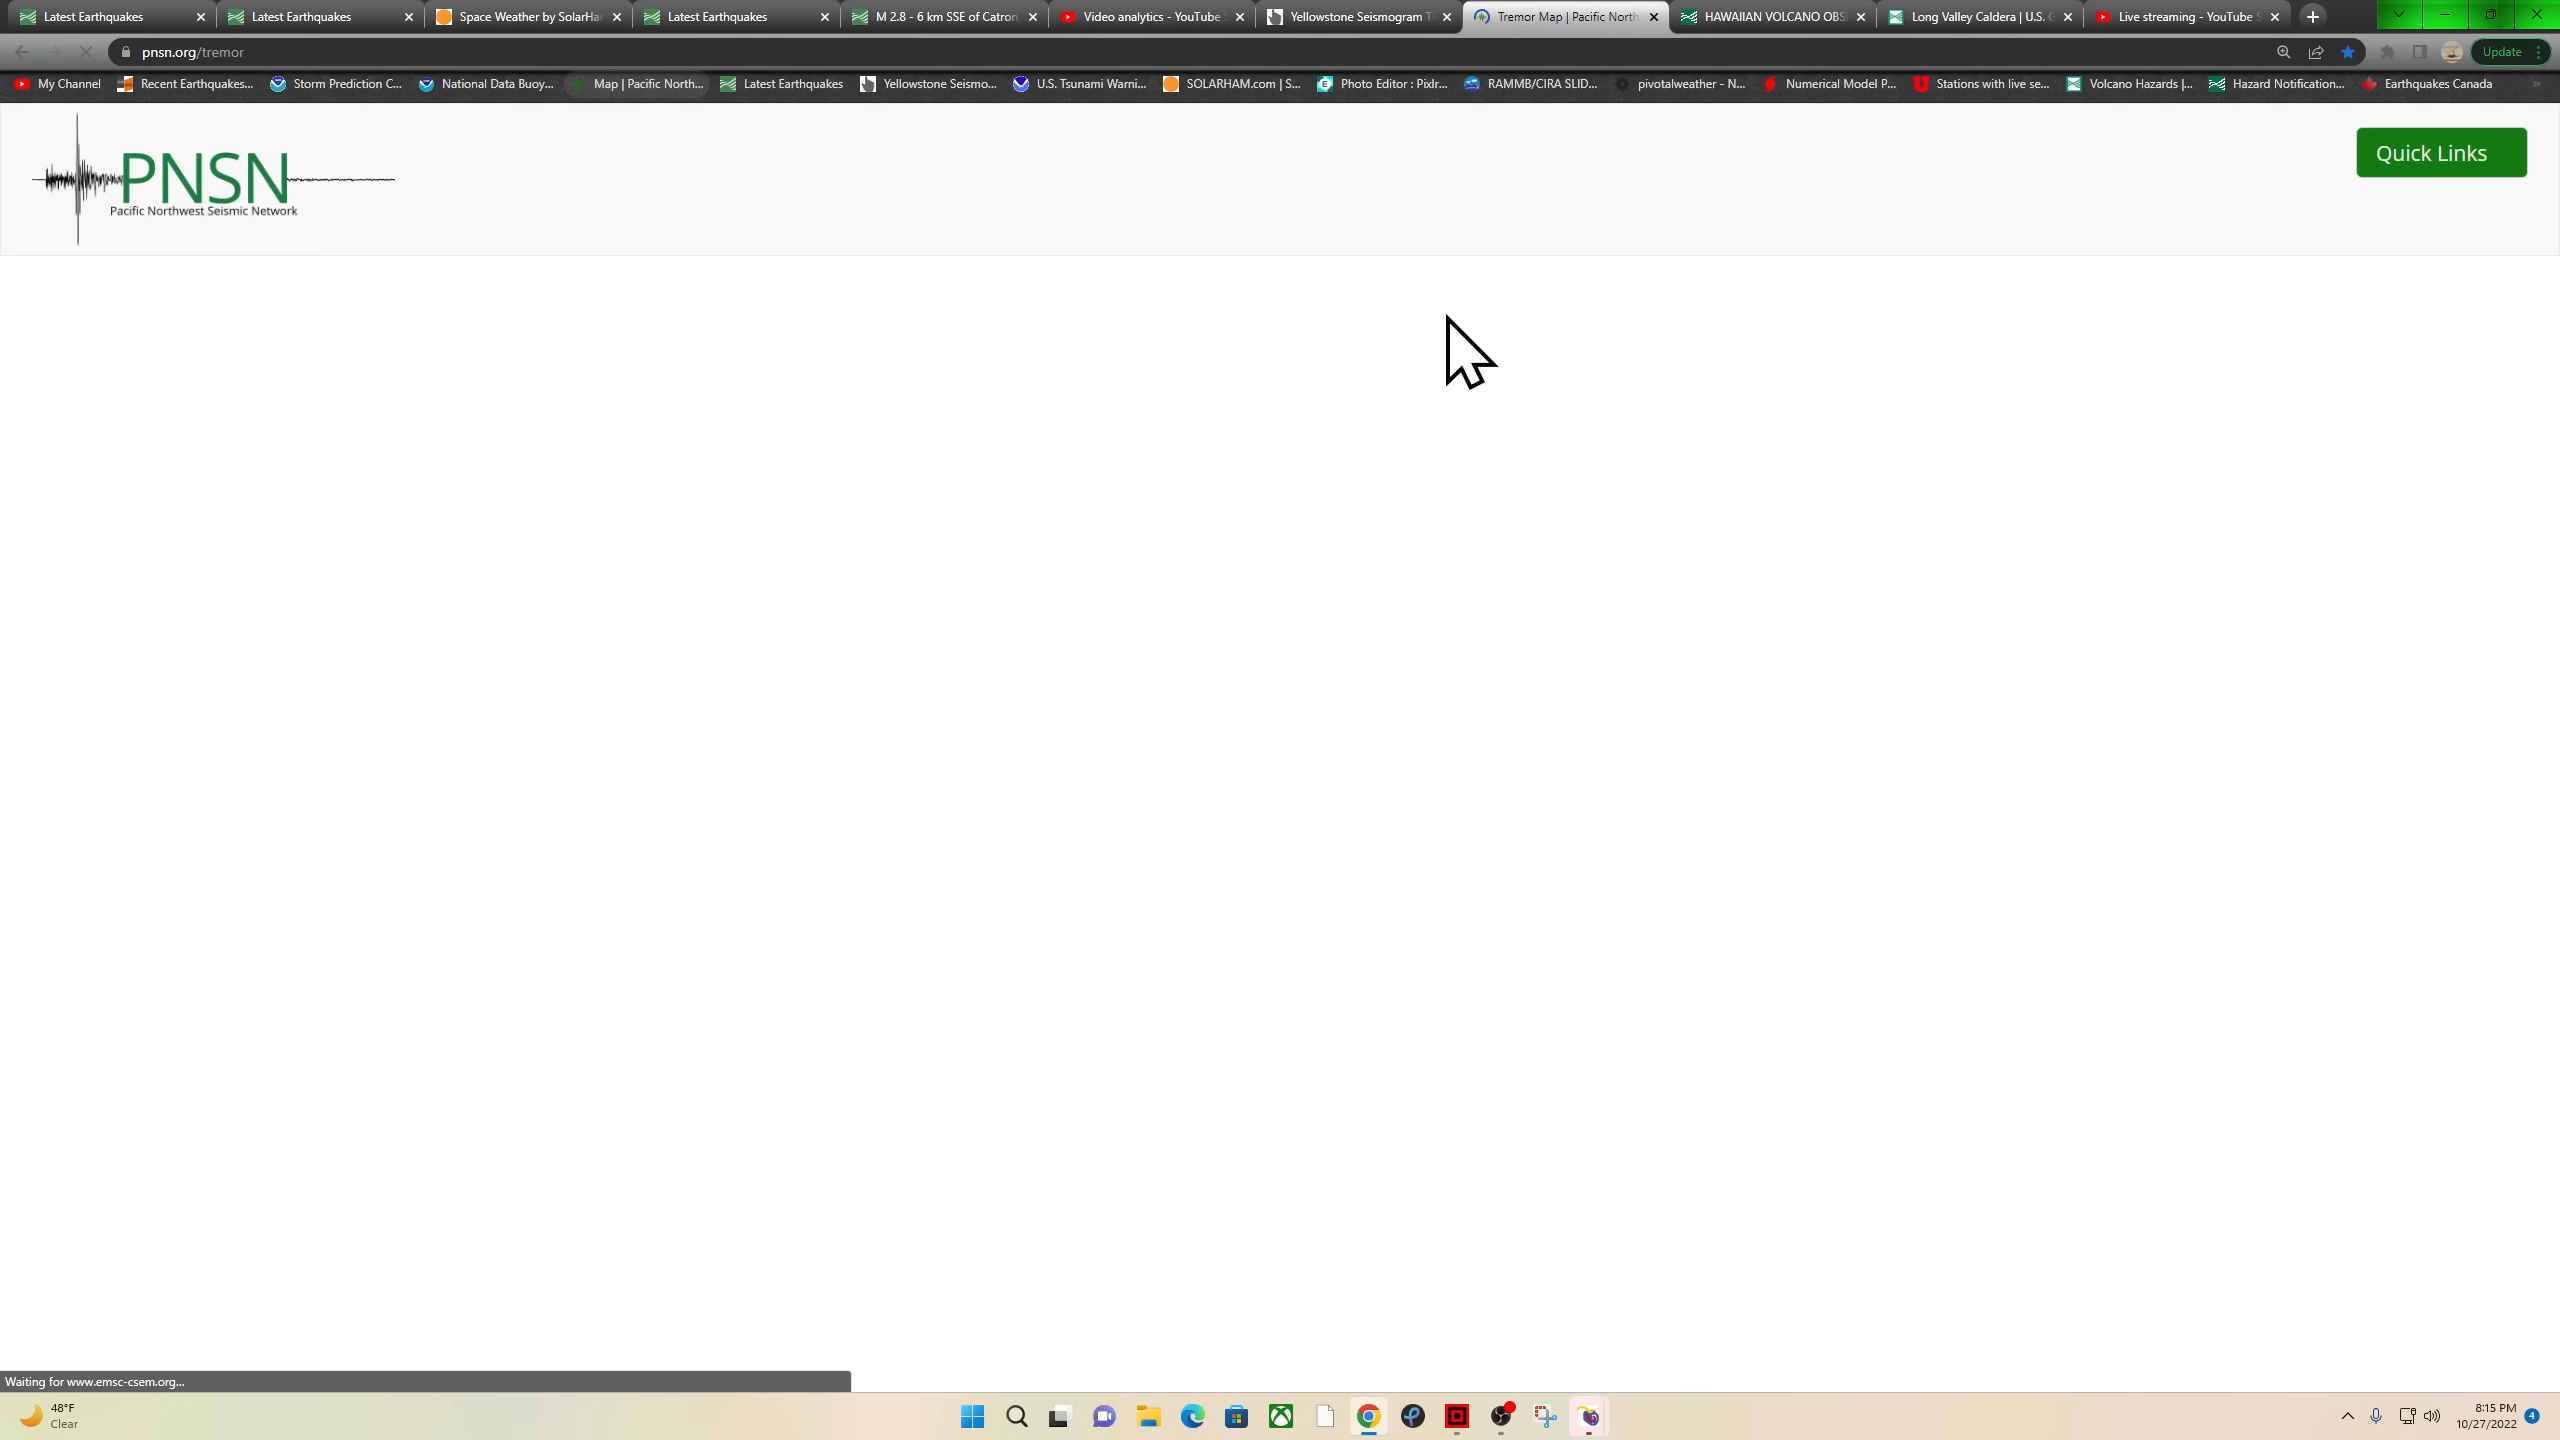 Latest Earthquakes
Latest Earthquakes
Space Weather by SolarHa
Latest Earthquakes
M 2.8 - 6 km SSE of Catron
Video analytics - YouTube
Yellowstone Seismogram T
Tremor Map | Pacific North
HAWAIIAN VOLCANO OBS
Long Valley Caldera | U.S. G
Live streaming - YouTube S
pnsn.org/tremor
Update
My Channel
Recent Earthquakes...
Storm Prediction C...
National Data Buoy...
Map | Pacific North...
Latest Earthquakes
Yellowstone Seismo...
U.S. Tsunami Warni...
SOLARHAM.com | S...
Photo Editor : Pixlr...
RAMMB/CIRA SLID...
pivotalweather - N...
Numerical Model P...
Stations with live se...
Volcano Hazards |...
Hazard Notification...
Earthquakes Canada
PNSN
Pacific Northwest Seismic Network
Quick Links
Waiting for www.emsc-csem.org...
48°F
Clear
8:15 PM
10/27/2022
4